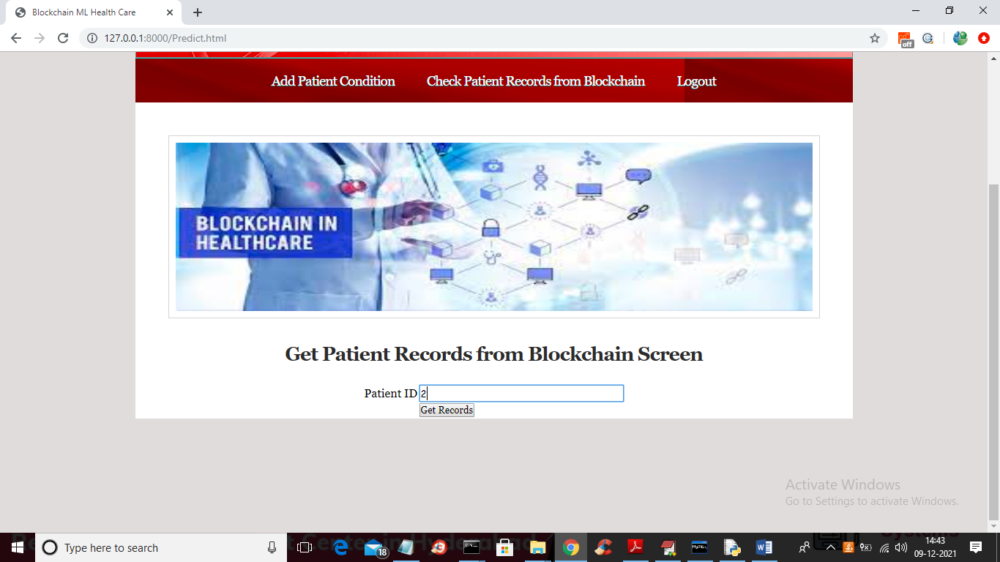 Blockchain ML Health Care
127.0.0.1:8000/Predict.html
off
Add Patient Condition Check Patient Records from Blockchain Logout
BLOCKCHAIN IN
HEALTHCARE
Get Patient Records from Blockchain Screen
Patient ID 2
Get Records
Activate Windows
Go to Settings to activate Windows.
Type here to search
18
MySQL
14:43
09-12-2021